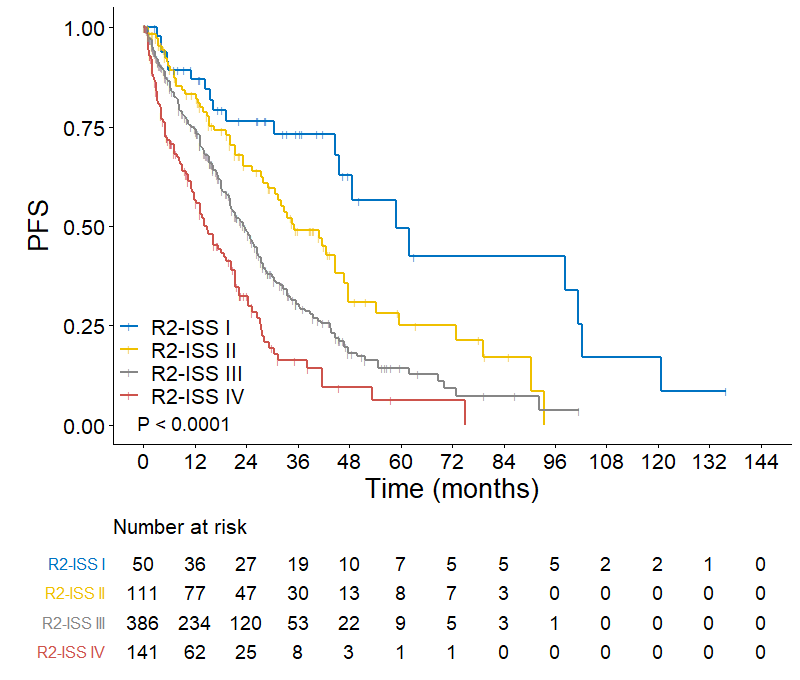 1.00
0.75
PFS
0.50
0.25
0.00
R2-ISS I
R2-ISS II
R2-ISS III
R2-ISS IV
P < 0.0001
0 12 24 36 48 60 72 84 96 108 120 132 144
Time (months)
Number at risk
R2-ISS I 50 36 27 19 10 7 5 5 5 2 2 1 0
R2-ISS II 111 77 47 30 13 8 7 3 0 0 0 0 0
R2-ISS III 386 234 120 53 22 9 5 3 1 0 0 0 0
R2-ISS IV 141 62 25 8 3 1 1 0 0 0 0 0 0